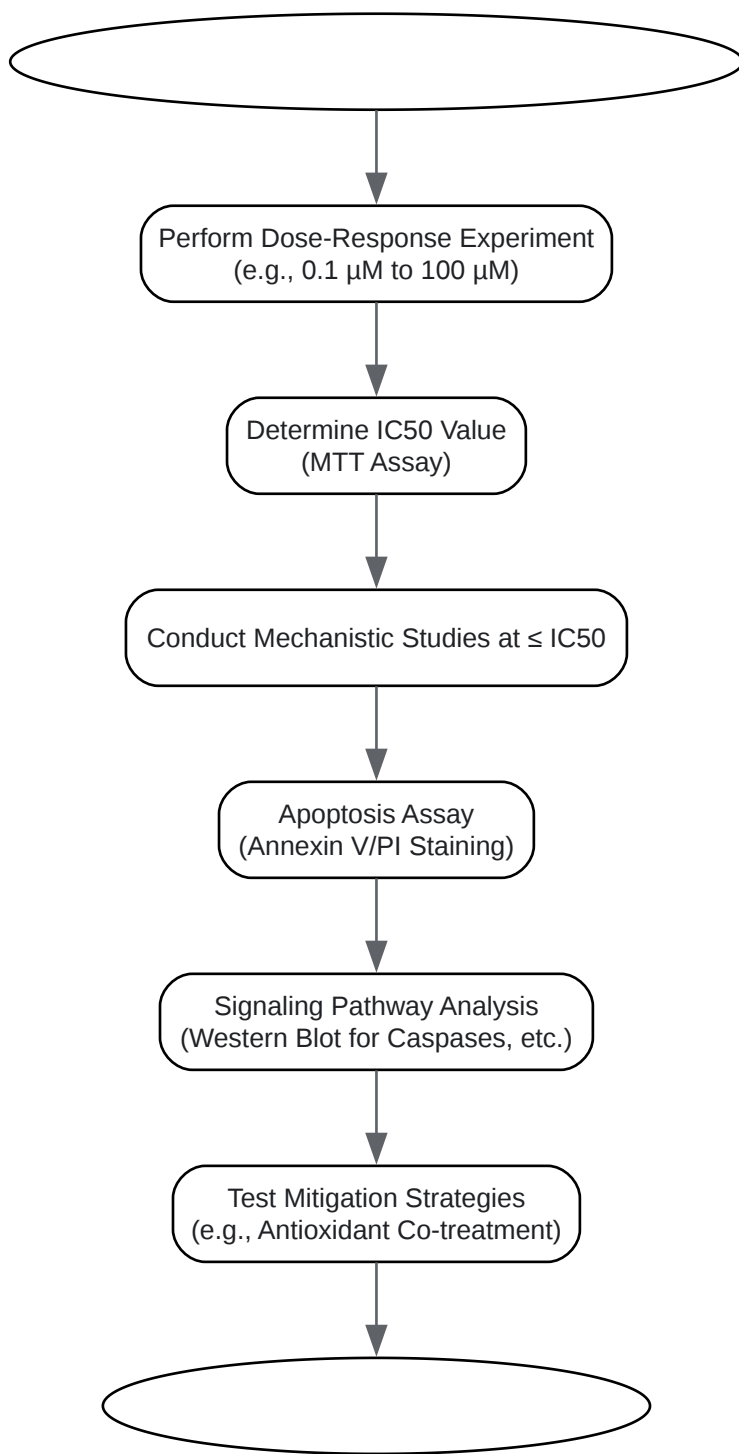 Perform Dose-Response Experiment
(e.g., 0.1 µM to 100 µM)
Determine IC50 Value
(MTT Assay)
Conduct Mechanistic Studies at ≤ IC50
Apoptosis Assay
(Annexin V/PI Staining)
Signaling Pathway Analysis
(Western Blot for Caspases, etc.)
Test Mitigation Strategies
(e.g., Antioxidant Co-treatment)